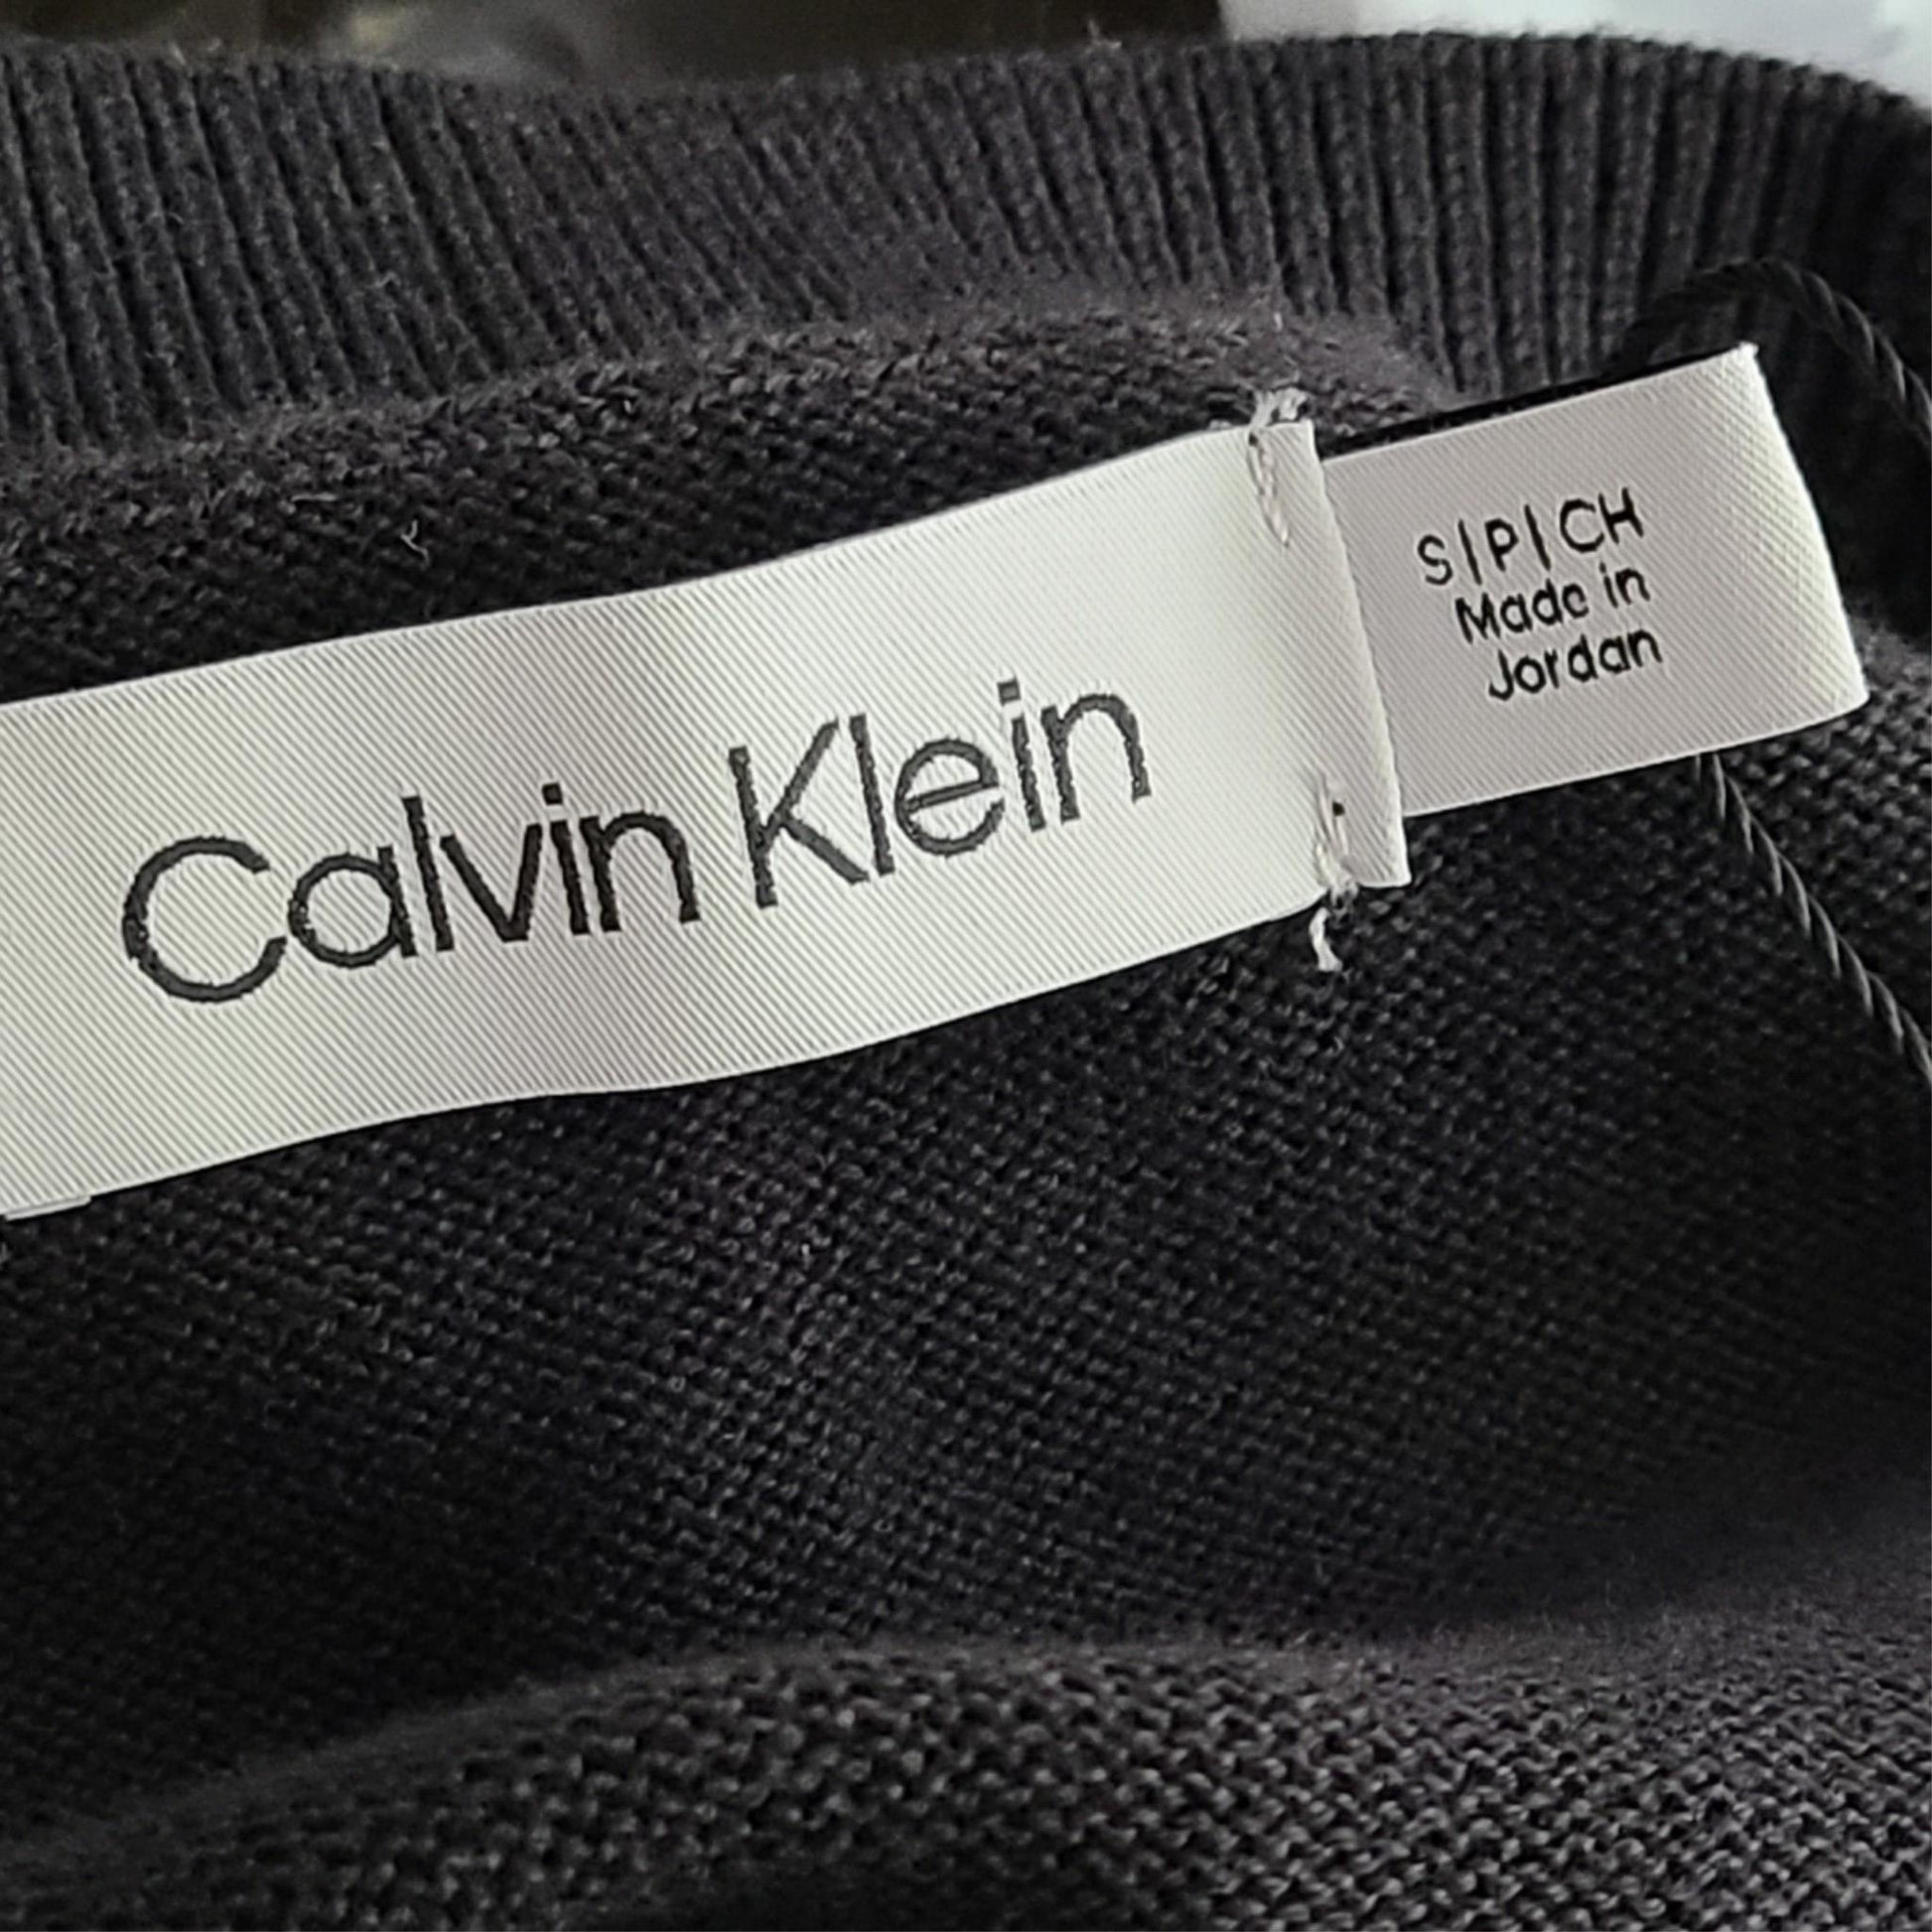 Calvin Klein
S|P|CH
Made in
Jordan